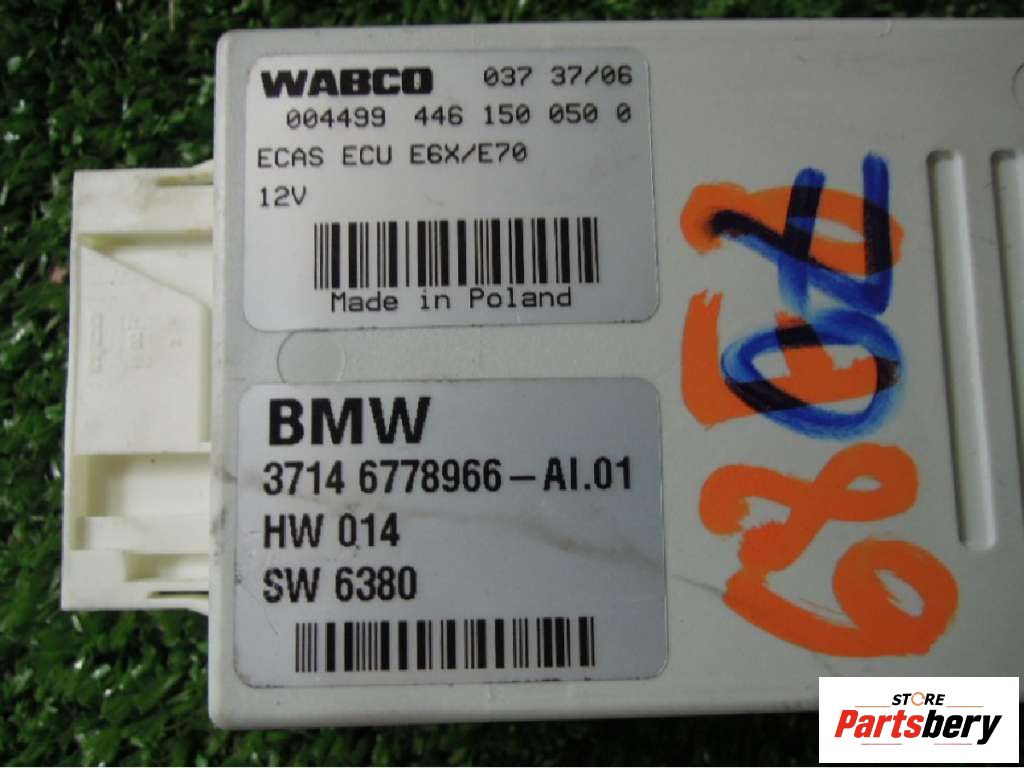 WABCO 037 37/06
004499 446 150 050 0
ECAS ECU E6X/E70
12V
Made in Poland
BMW
3714 6778966-AI.01
HW 014
SW 6380
STORE
Partsbery